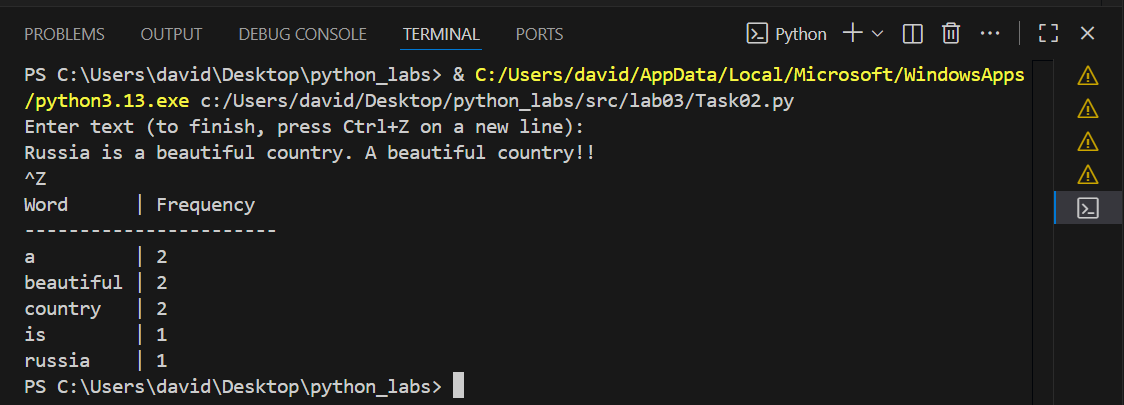 PROBLEMS OUTPUT DEBUG CONSOLE TERMINAL PORTS Python
PS C:\Users\david\Desktop\python_labs> & C:/Users/david/AppData/Local/Microsoft/WindowsApps
/python3.13.exe c:/Users/david/Desktop/python_labs/src/lab03/Task02.py
Enter text (to finish, press Ctrl+Z on a new line):
Russia is a beautiful country. A beautiful country!!
^Z
Word      | Frequency
-----------------------
a         | 2
beautiful | 2
country   | 2
is        | 1
russia    | 1
PS C:\Users\david\Desktop\python_labs>